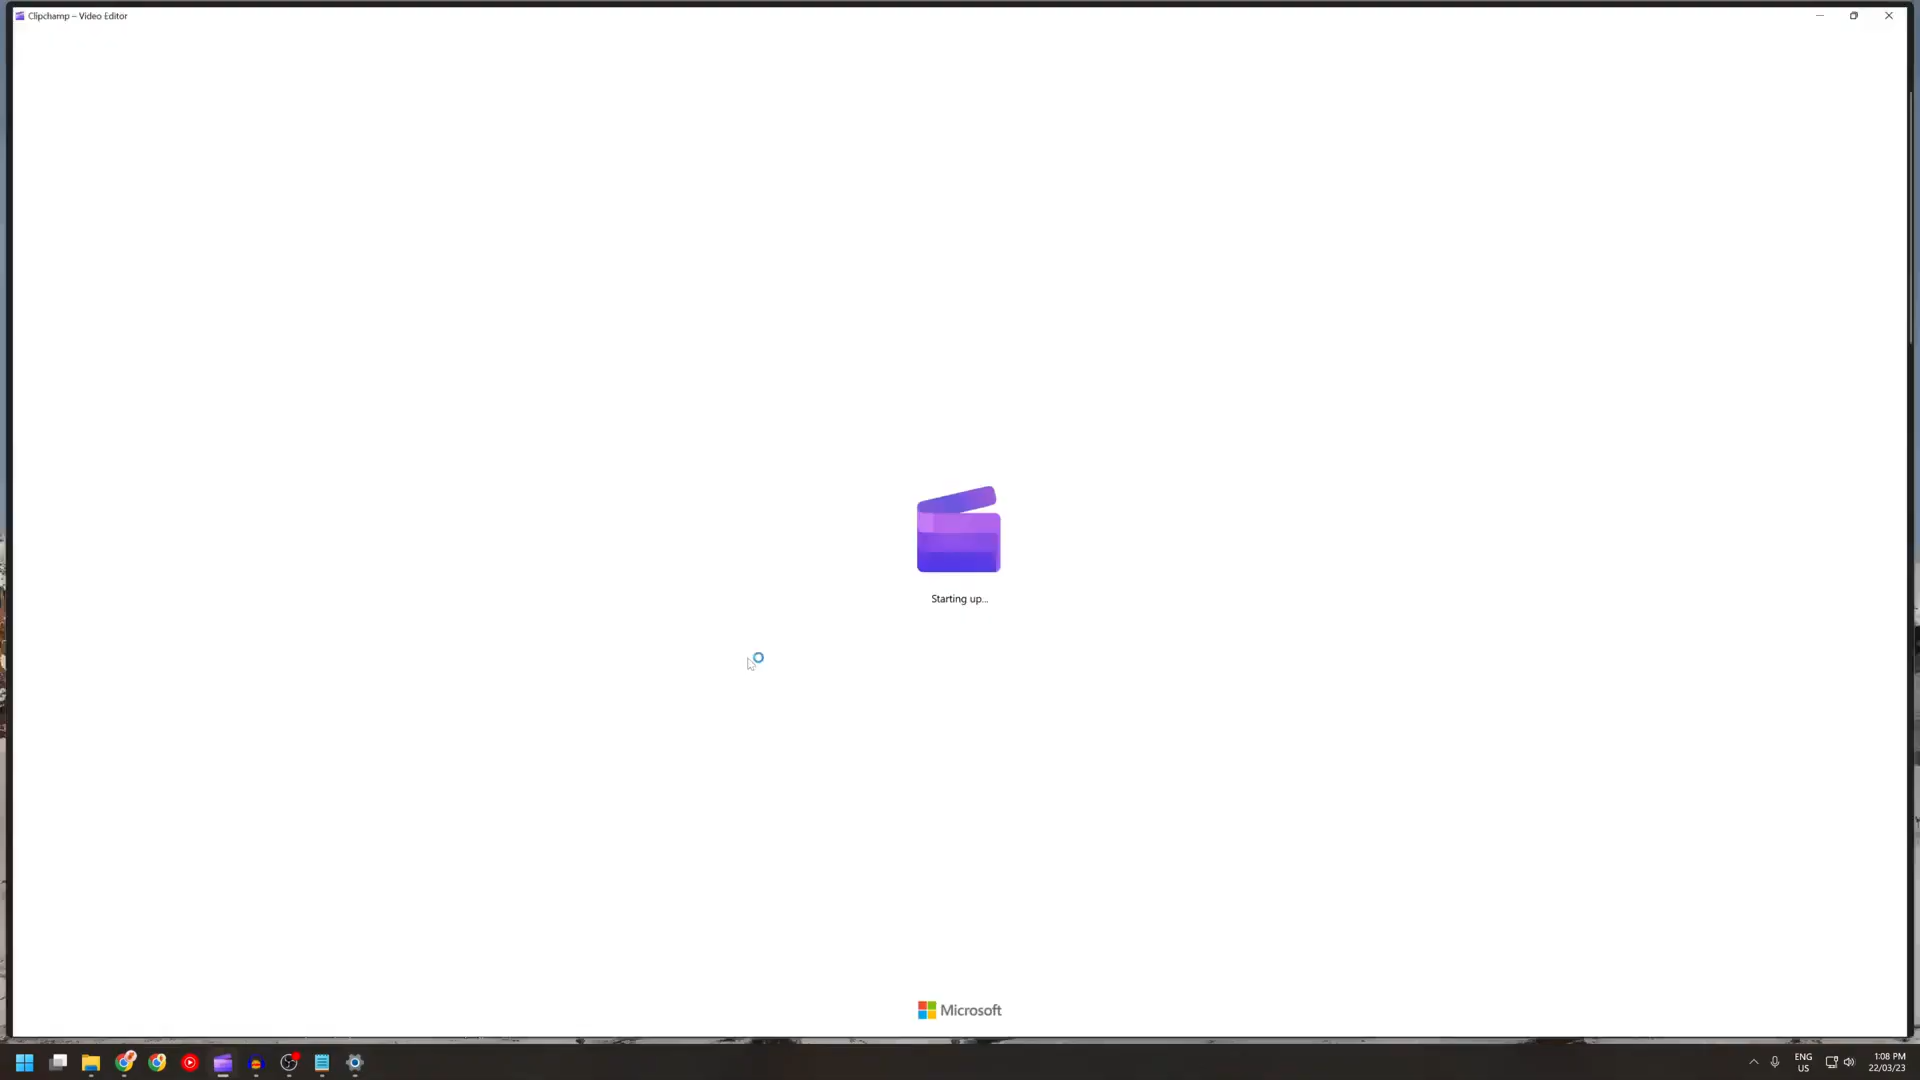 Clipchamp – Video Editor
Starting up...
Microsoft
ENG
US
1:08 PM
22/03/23